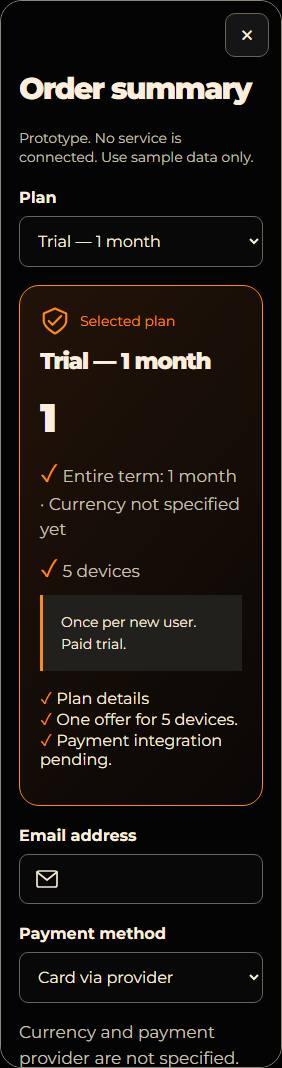 ×
Order summary
Prototype. No service is
connected. Use sample data only.
Plan
Trial — 1 month
Selected plan
Trial — 1 month
1
✓ Entire term: 1 month
· Currency not specified
yet
✓ 5 devices
Once per new user.
Paid trial.
✓ Plan details
✓ One offer for 5 devices.
✓ Payment integration
pending.
Email address
Payment method
Card via provider
Currency and payment
provider are not specified.